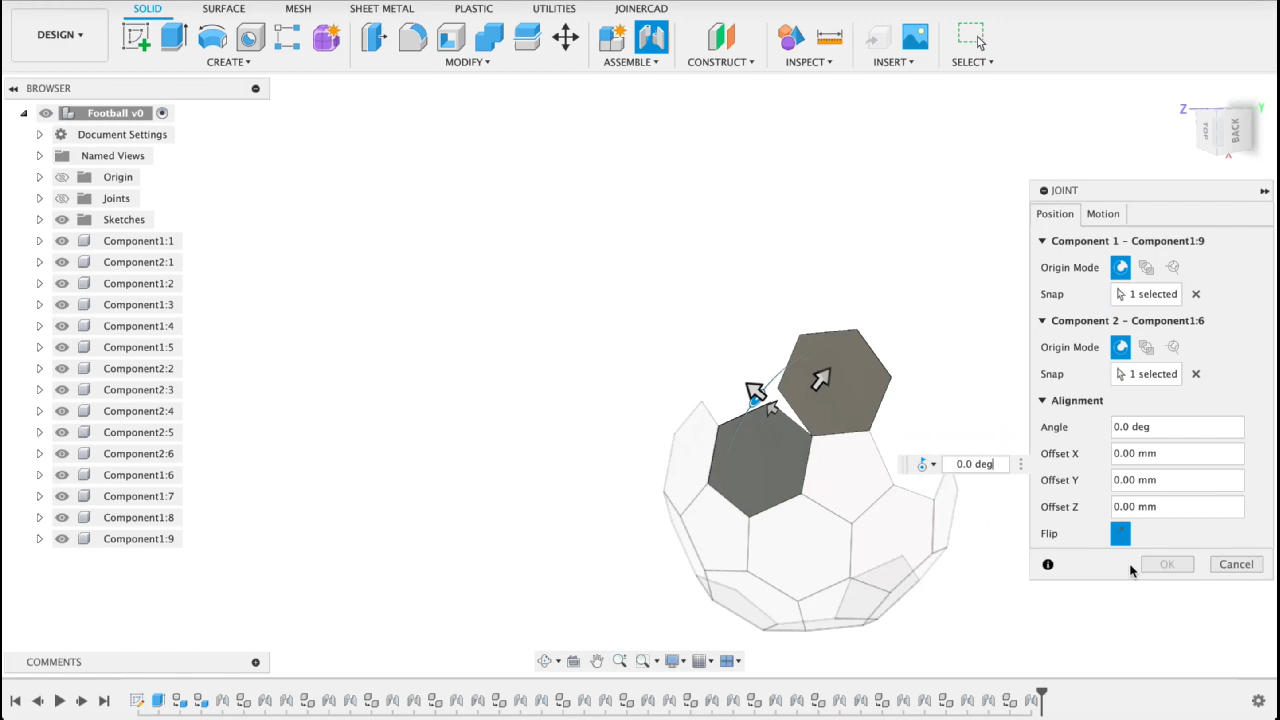 SOLID SURFACE MESH SHEET METAL PLASTIC UTILITIES JOINERCAD
DESIGN
CREATE MODIFY ASSEMBLE CONSTRUCT INSPECT INSERT SELECT
BROWSER
Football v0
Document Settings
Named Views
Origin
Joints
Sketches
Component1:1
Component2:1
Component1:2
Component1:3
Component1:4
Component1:5
Component2:2
Component2:3
Component2:4
Component2:5
Component2:6
Component1:6
Component1:7
Component1:8
Component1:9
Z Y
TOP BACK
0.0 deg
JOINT
Position Motion
Component 1 - Component1:9
Origin Mode
Snap 1 selected
Component 2 - Component1:6
Origin Mode
Snap 1 selected
Alignment
Angle 0.0 deg
Offset X 0.00 mm
Offset Y 0.00 mm
Offset Z 0.00 mm
Flip
OK Cancel
COMMENTS